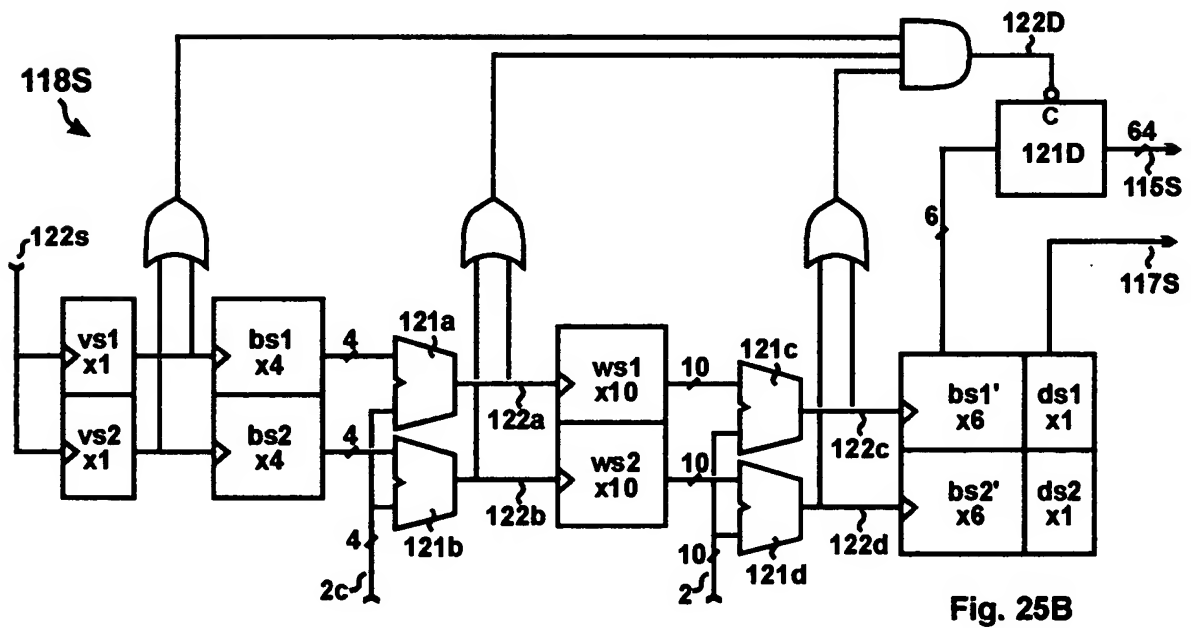 122D
118S
C
121D
64
115S
6
117S
122s
vs1
x1
bs1
x4
4
121a
122a
ws1
x10
10
121c
122c
bs1'
x6
ds1
x1
vs2
x1
bs2
x4
4
122b
ws2
x10
10
122d
bs2'
x6
ds2
x1
4
121b
10
121d
2c
2
Fig. 25B